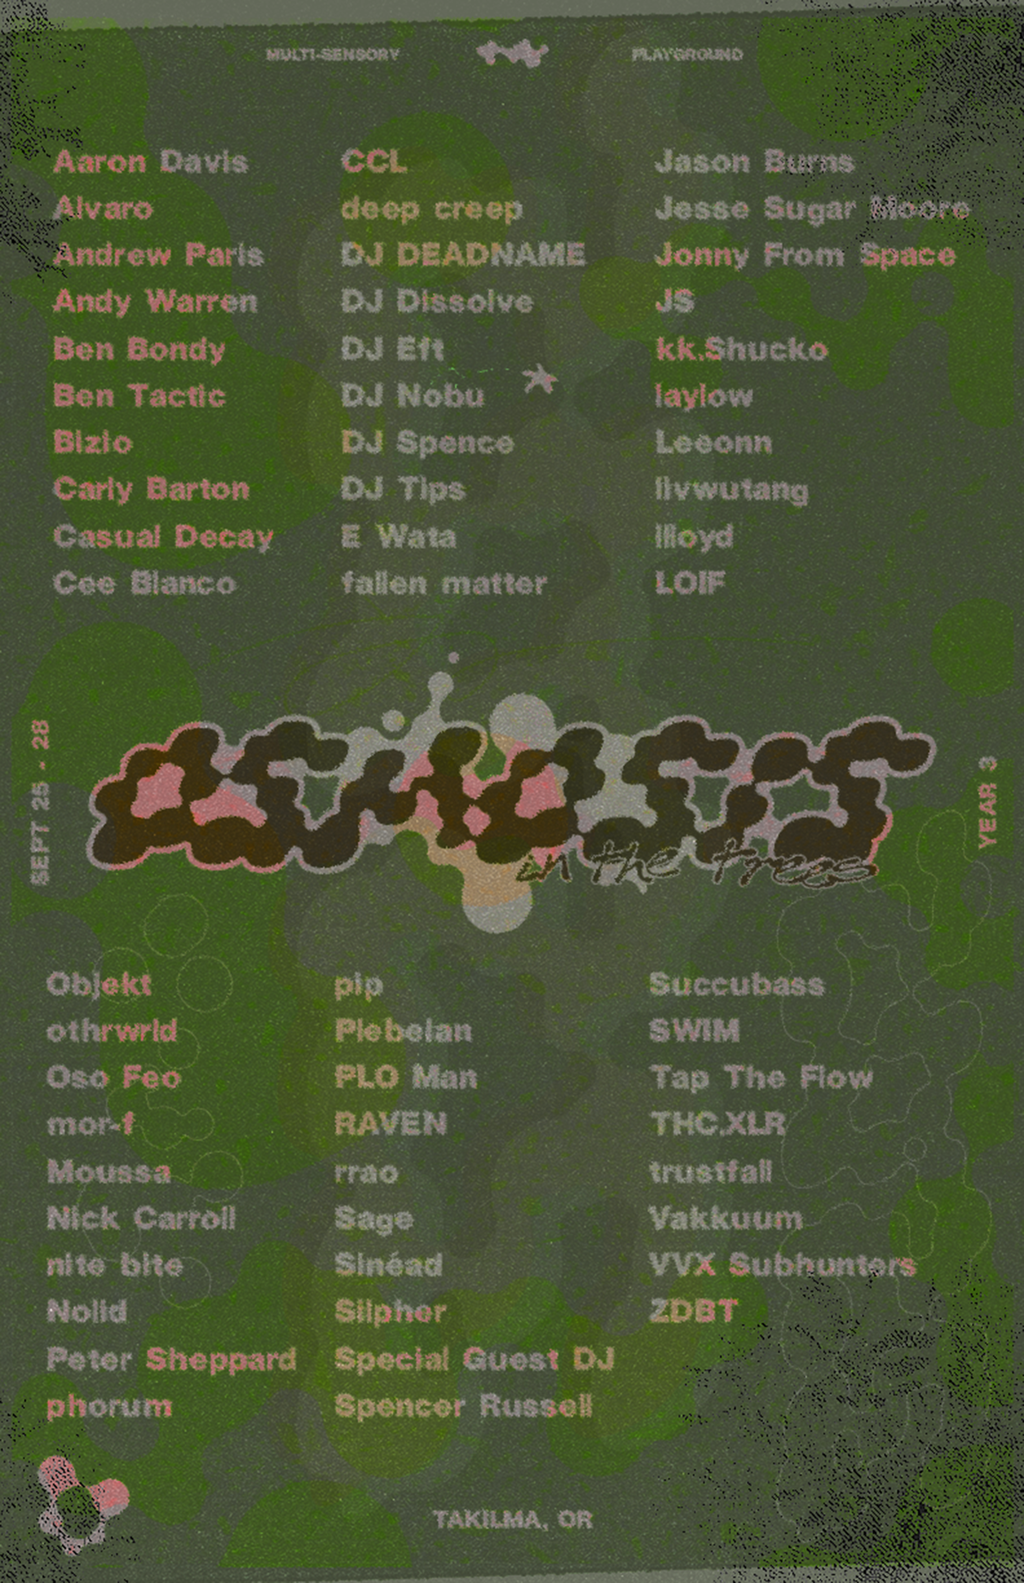 MULTI-SENSORY
PLAYGROUND
Aaron Davis
Alvaro
Andrew Paris
Andy Warren
Ben Bondy
Ben Tactic
Bizio
Carly Barton
Casual Decay
Cee Blanco
CCL
deep creep
DJ DEADNAME
DJ Dissolve
DJ Eft
DJ Nobu
DJ Spence
DJ Tips
E Wata
fallen matter
Jason Burns
Jesse Sugar Moore
Jonny From Space
JS
kk.Shucko
laylow
Leeonn
livwutang
lloyd
LOIF
SEPT 25 - 28
in the trees
YEAR 3
Objekt
othrwrld
Oso Feo
mor-f
Moussa
Nick Carroll
nite bite
Nolid
Peter Sheppard
phorum
pip
Plebeian
PLO Man
RAVEN
rrao
Sage
Sinéad
Slipher
Special Guest DJ
Spencer Russell
Succubass
SWIM
Tap The Flow
THC.XLR
trustfall
Vakkuum
VVX Subhunters
ZDBT
TAKILMA, OR